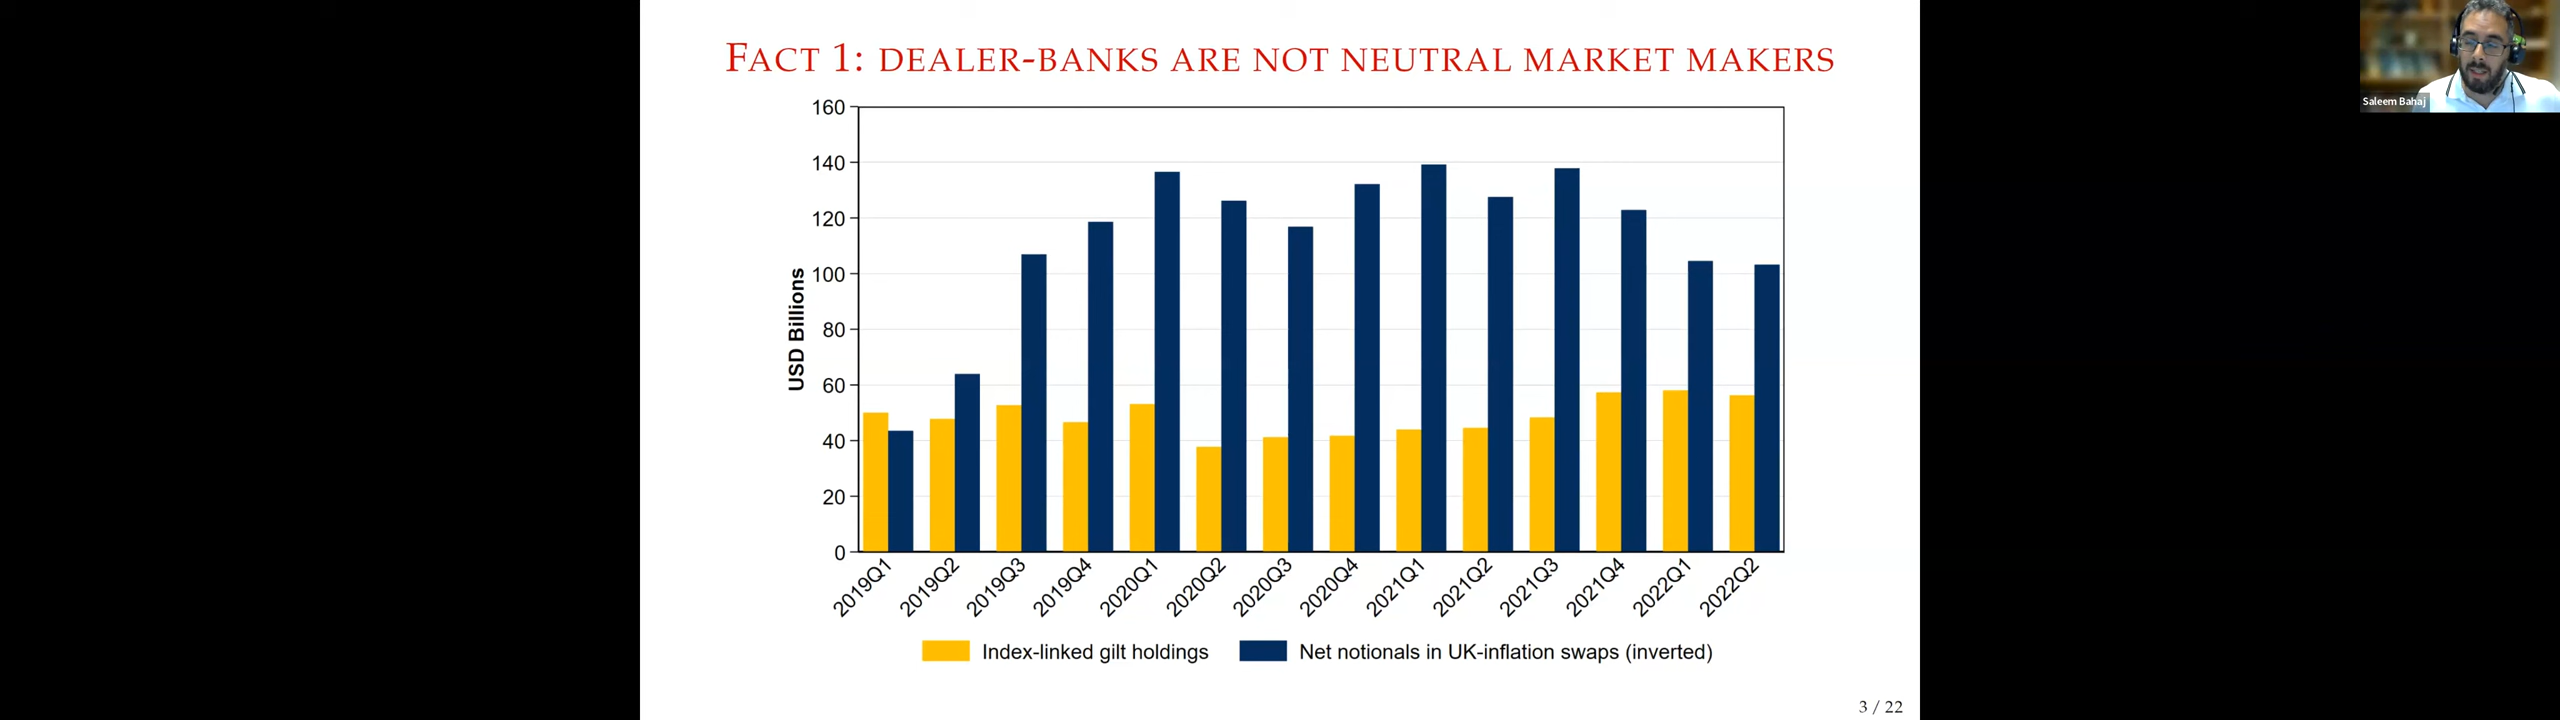 FACT 1: DEALER-BANKS ARE NOT NEUTRAL MARKET MAKERS
Saleem Bahaj
USD Billions
160
140
120
100
80
60
40
20
0
2019Q1
2019Q2
2019Q3
2019Q4
2020Q1
2020Q2
2020Q3
2020Q4
2021Q1
2021Q2
2021Q3
2021Q4
2022Q1
2022Q2
Index-linked gilt holdings
Net notionals in UK-inflation swaps (inverted)
3 / 22